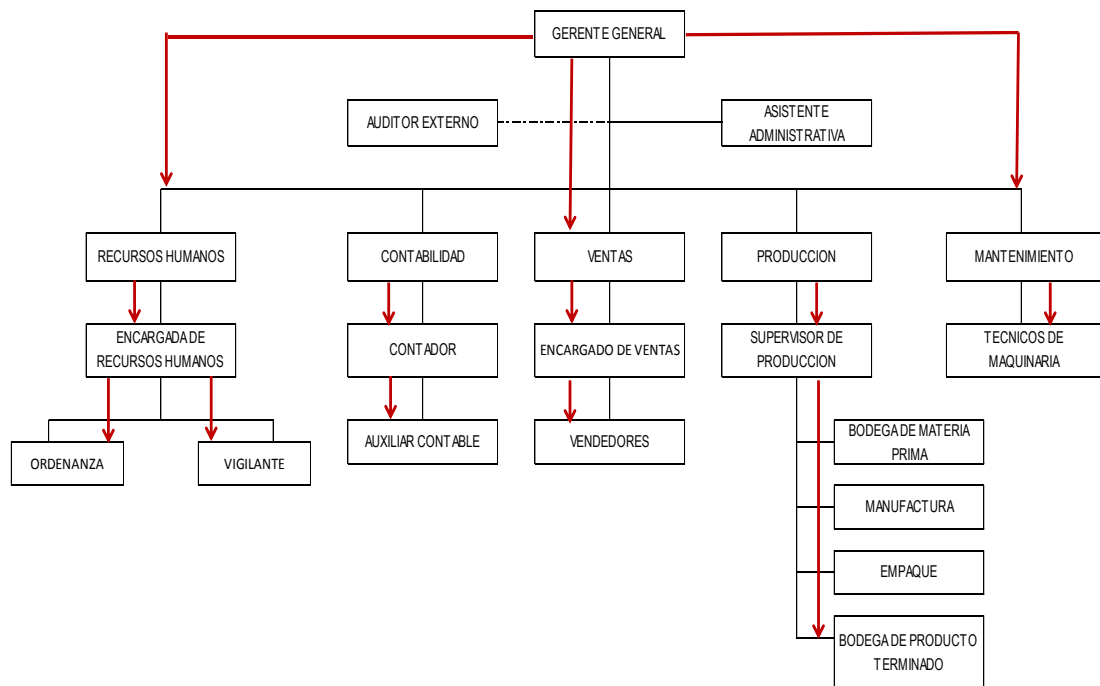 GERENTE GENERAL
AUDITOR EXTERNO
ASISTENTE
ADMINISTRATIVA
RECURSOS HUMANOS
CONTABILIDAD
VENTAS
PRODUCCION
MANTENIMIENTO
ENCARGADA DE
RECURSOS HUMANOS
CONTADOR
ENCARGADO DE VENTAS
SUPERVISOR DE
PRODUCCION
TECNICOS DE
MAQUINARIA
ORDENANZA
VIGILANTE
AUXILIAR CONTABLE
VENDEDORES
BODEGA DE MATERIA
PRIMA
MANUFACTURA
EMPAQUE
BODEGA DE PRODUCTO
TERMINADO